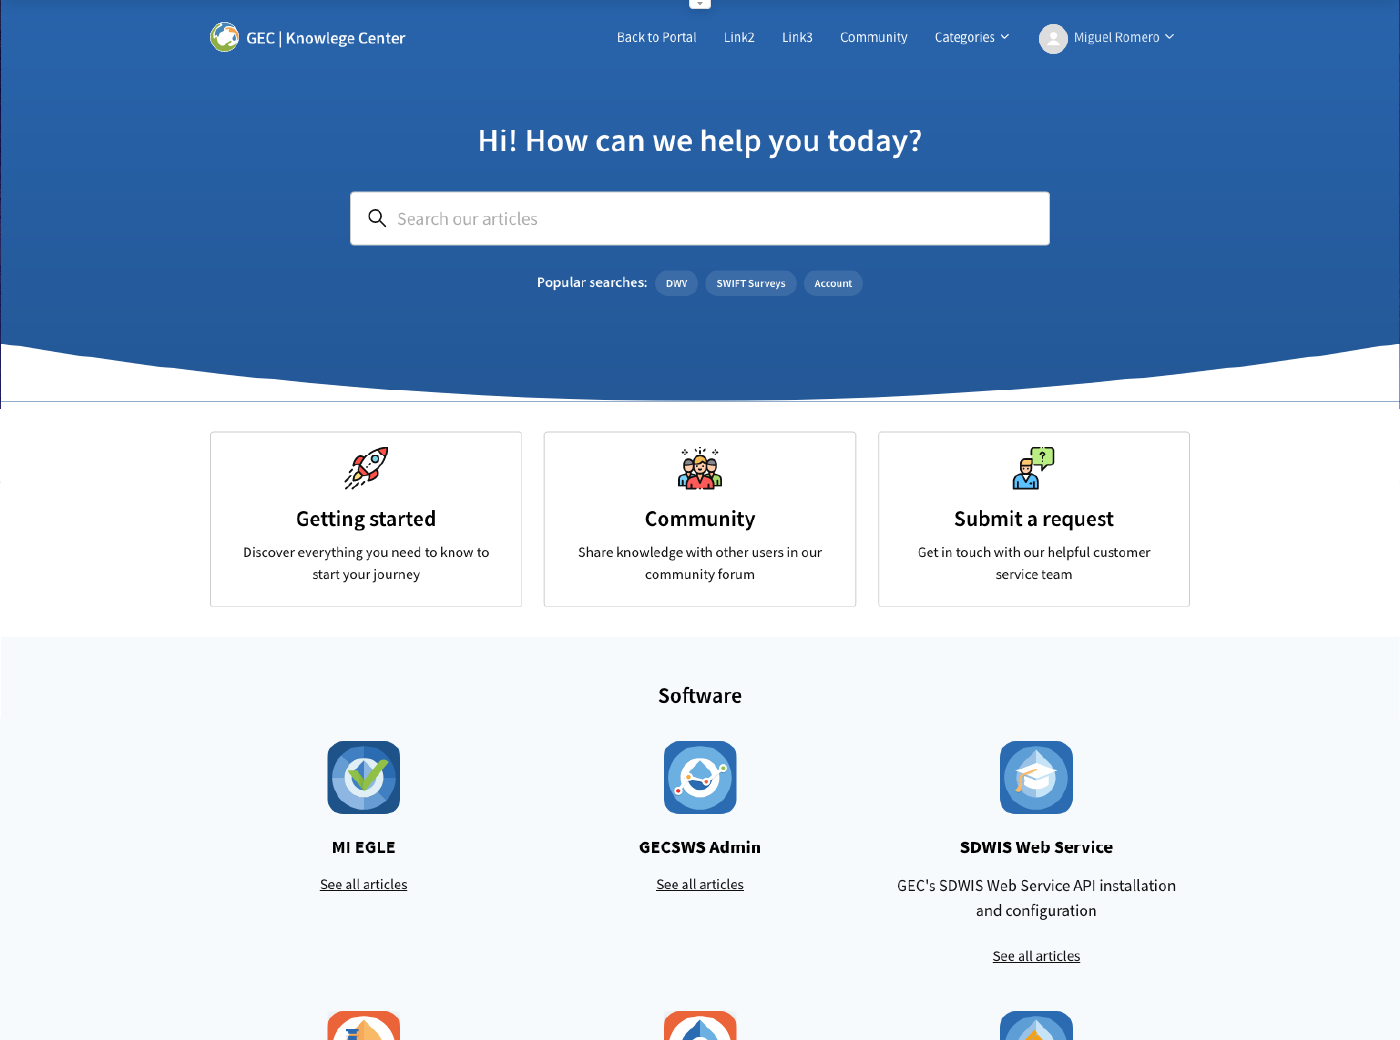 GEC | Knowlege Center
Back to Portal Link2 Link3 Community Categories Miguel Romero
Hi! How can we help you today?
Search our articles
Popular searches: DWV SWIFT Surveys Account
Getting started
Discover everything you need to know to
start your journey
Community
Share knowledge with other users in our
community forum
Submit a request
Get in touch with our helpful customer
service team
Software
MI EGLE
See all articles
GECSWS Admin
See all articles
SDWIS Web Service
GEC's SDWIS Web Service API installation
and configuration
See all articles